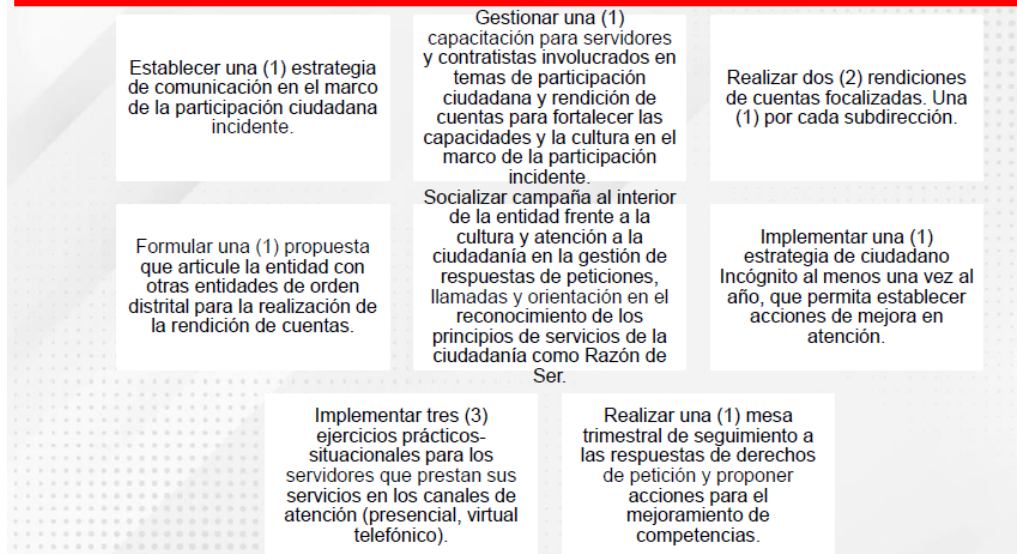 Establecer una (1) estrategia
de comunicación en el marco
de la participación ciudadana
incidente.
Gestionar una (1)
capacitación para servidores
y contratistas involucrados en
temas de participación
ciudadana y rendición de
cuentas para fortalecer las
capacidades y la cultura en el
marco de la participación
incidente.
Realizar dos (2) rendiciones
de cuentas focalizadas. Una
(1) por cada subdirección.
Formular una (1) propuesta
que articule la entidad con
otras entidades de orden
distrital para la realización de
la rendición de cuentas.
Socializar campaña al interior
de la entidad frente a la
cultura y atención a la
ciudadanía en la gestión de
respuestas de peticiones,
llamadas y orientación en el
reconocimiento de los
principios de servicios de la
ciudadanía como Razón de
Ser.
Implementar una (1)
estrategia de ciudadano
Incógnito al menos una vez al
año, que permita establecer
acciones de mejora en
atención.
Implementar tres (3)
ejercicios prácticos-
situacionales para los
servidores que prestan sus
servicios en los canales de
atención (presencial, virtual
telefónico).
Realizar una (1) mesa
trimestral de seguimiento a
las respuestas de derechos
de petición y proponer
acciones para el
mejoramiento de
competencias.